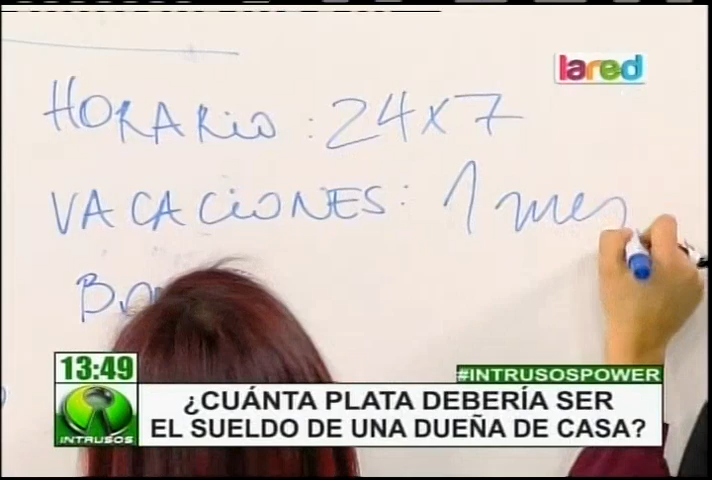 lared
HORARIO : 24x7
VACACIONES: 1 mes
13:49
#INTRUSOSPOWER
INTRUSOS
¿CUÁNTA PLATA DEBERÍA SER
EL SUELDO DE UNA DUEÑA DE CASA?